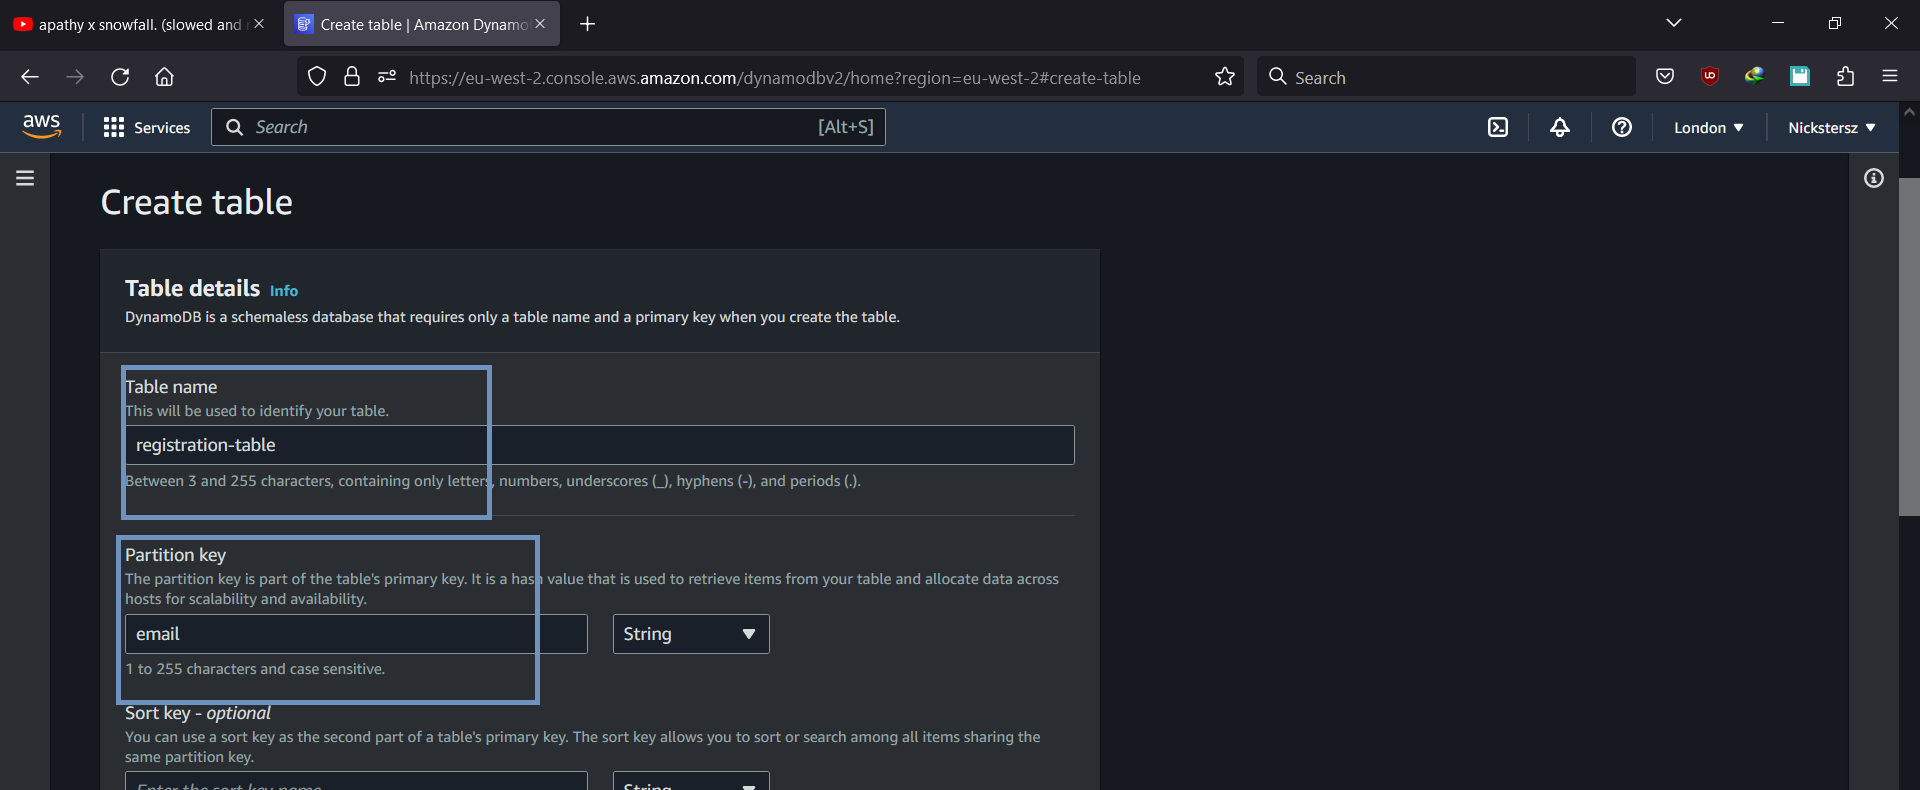 apathy x snowfall. (slowed and
Create table | Amazon Dynamo
https://eu-west-2.console.aws.amazon.com/dynamodbv2/home?region=eu-west-2#create-table
Search
aws
Services
Search
[Alt+S]
London
Nickstersz
Create table
Table details Info
DynamoDB is a schemaless database that requires only a table name and a primary key when you create the table.
Table name
This will be used to identify your table.
registration-table
Between 3 and 255 characters, containing only letters, numbers, underscores (_), hyphens (-), and periods (.).
Partition key
The partition key is part of the table's primary key. It is a hash value that is used to retrieve items from your table and allocate data across
hosts for scalability and availability.
email
String
1 to 255 characters and case sensitive.
Sort key - optional
You can use a sort key as the second part of a table's primary key. The sort key allows you to sort or search among all items sharing the
same partition key.
Enter the sort key name
String